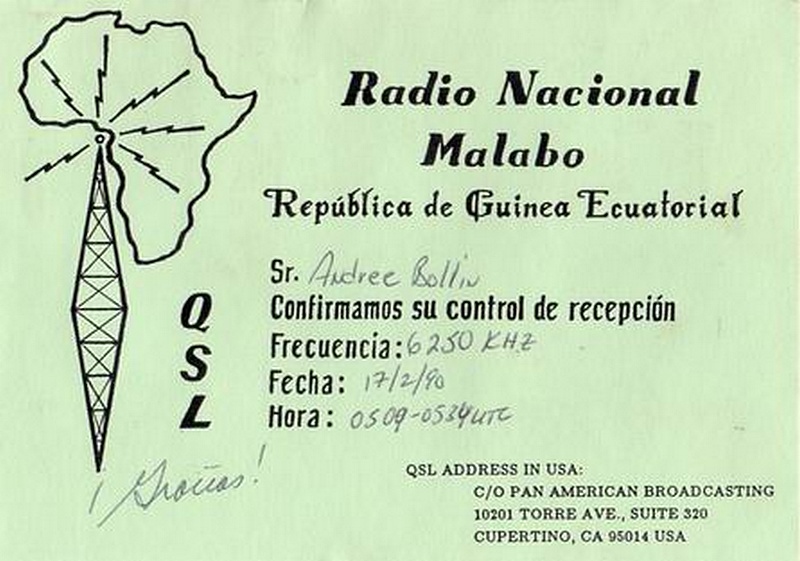 Radio Nacional
Malabo
República de Guinea Ecuatorial
Sr. Andree Bollin
Confirmamos su control de recepción
Frecuencia: 6250 KHZ
Fecha: 17/2/90
Hora: 0509-0534 UTC
QSL
¡Gracias!
QSL ADDRESS IN USA:
C/O PAN AMERICAN BROADCASTING
10201 TORRE AVE., SUITE 320
CUPERTINO, CA 95014 USA